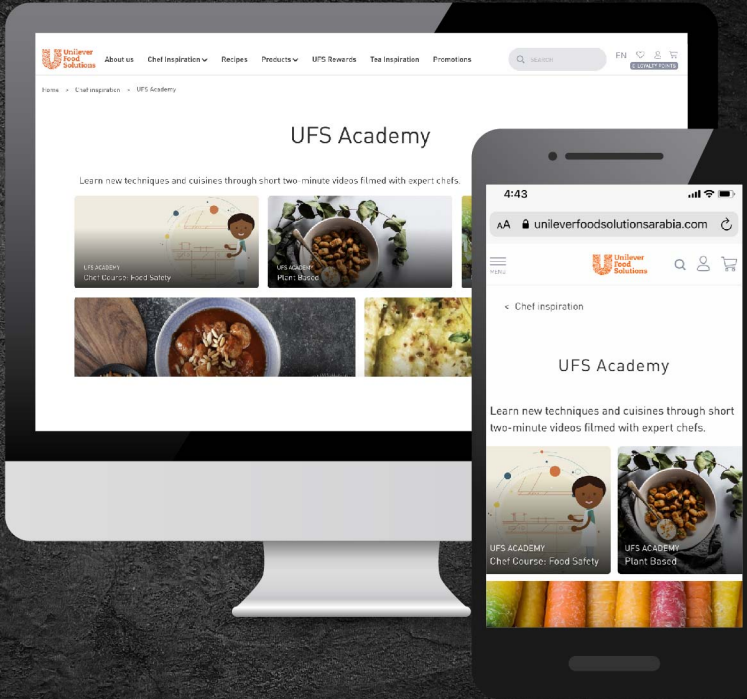 Unilever
Food
Solutions
About us Chef Inspiration Recipes Products UFS Rewards Tea Inspiration Promotions
SEARCH
EN
LOYALTY POINTS
Home > Chef inspiration > UFS Academy
UFS Academy
Learn new techniques and cuisines through short two-minute videos filmed with expert chefs.
UFS ACADEMY
Chef Course: Food Safety
UFS ACADEMY
Plant Based
4:43
AA unileverfoodsolutionsarabia.com
MENU
Unilever
Food
Solutions
< Chef inspiration
UFS Academy
Learn new techniques and cuisines through short
two-minute videos filmed with expert chefs.
UFS ACADEMY
Chef Course: Food Safety
UFS ACADEMY
Plant Based